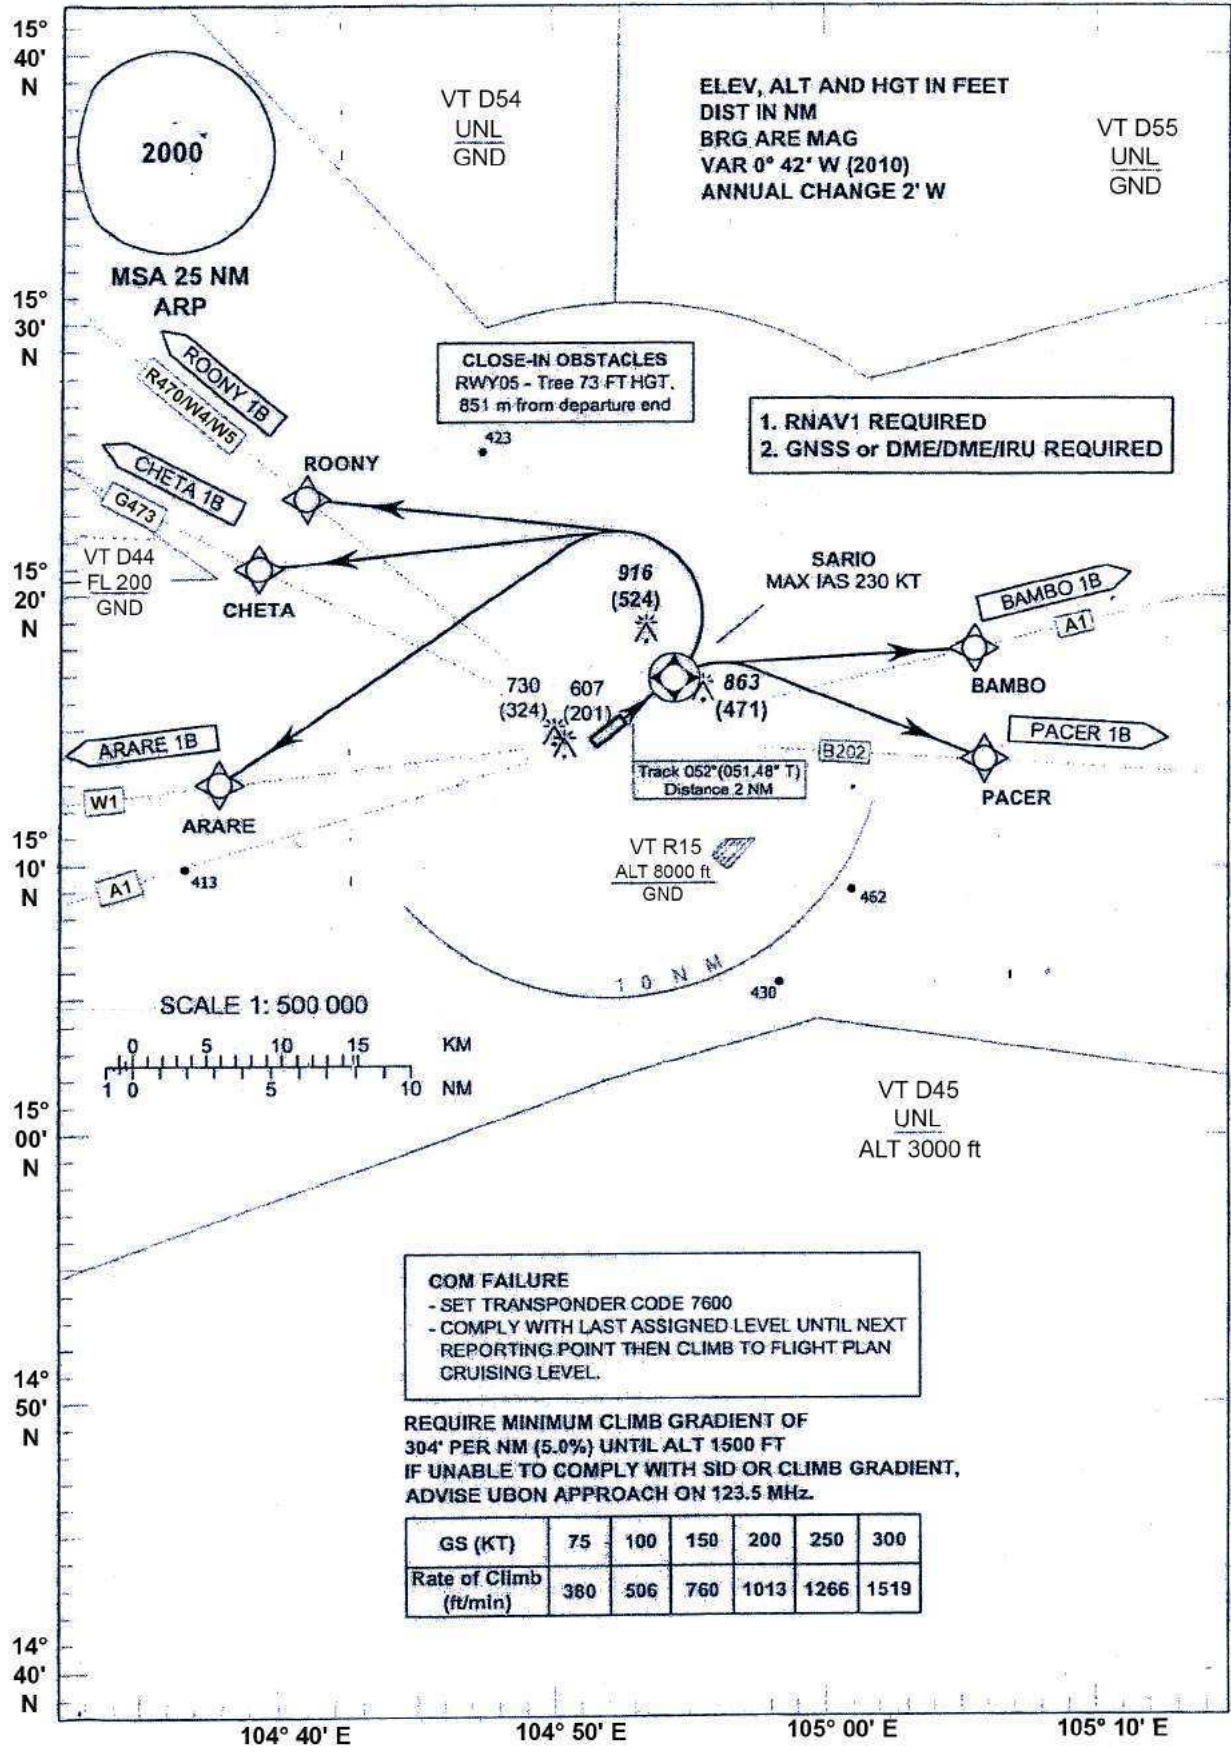 15°
40'
N
2000
MSA 25 NM
ARP
VT D54
UNL
GND
ELEV, ALT AND HGT IN FEET
DIST IN NM
BRG ARE MAG
VAR 0° 42' W (2010)
ANNUAL CHANGE 2' W
VT D55
UNL
GND
15°
30'
N
CLOSE-IN OBSTACLES
RWY05 - Tree 73 FT HGT.
851 m from departure end
1. RNAV1 REQUIRED
2. GNSS or DME/DME/IRU REQUIRED
ROONY 1B
R470/W4/W5
423
ROONY
CHETA 1B
G473
VT D44
FL 200
GND
15°
20'
N
CHETA
916
(524)
SARIO
MAX IAS 230 KT
BAMBO 1B
A1
BAMBO
730
(324)
607
(201)
863
(471)
ARARE 1B
PACER 1B
B202
Track 052°(051.48° T)
Distance 2 NM
W1
ARARE
PACER
15°
10'
N
A1
413
VT R15
ALT 8000 ft
GND
462
10 NM
430
SCALE 1: 500 000
0 5 10 15 KM
1 0 5 10 NM
15°
00'
N
VT D45
UNL
ALT 3000 ft
COM FAILURE
- SET TRANSPONDER CODE 7600
- COMPLY WITH LAST ASSIGNED LEVEL UNTIL NEXT
REPORTING POINT THEN CLIMB TO FLIGHT PLAN
CRUISING LEVEL.
14°
50'
N
REQUIRE MINIMUM CLIMB GRADIENT OF
304' PER NM (5.0%) UNTIL ALT 1500 FT
IF UNABLE TO COMPLY WITH SID OR CLIMB GRADIENT,
ADVISE UBON APPROACH ON 123.5 MHz.
GS (KT) 75 100 150 200 250 300
Rate of Climb
(ft/min) 380 506 760 1013 1266 1519
14°
40'
N
104° 40' E 104° 50' E 105° 00' E 105° 10' E